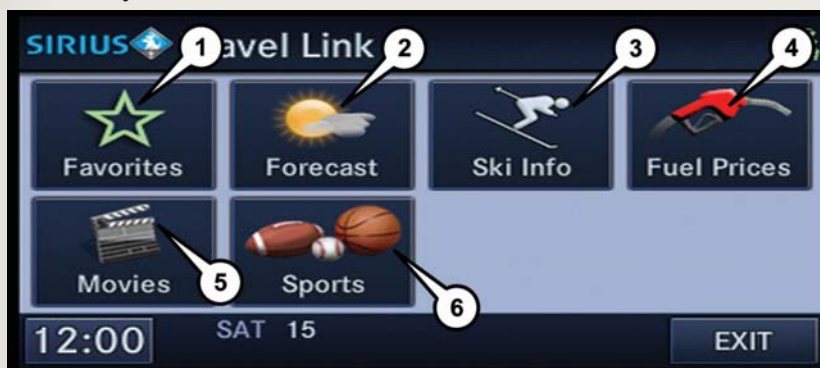 SIRIUS avel Link
1
2
3
4
Favorites
Forecast
Ski Info
Fuel Prices
Movies
5
Sports
6
12:00
SAT 15
EXIT